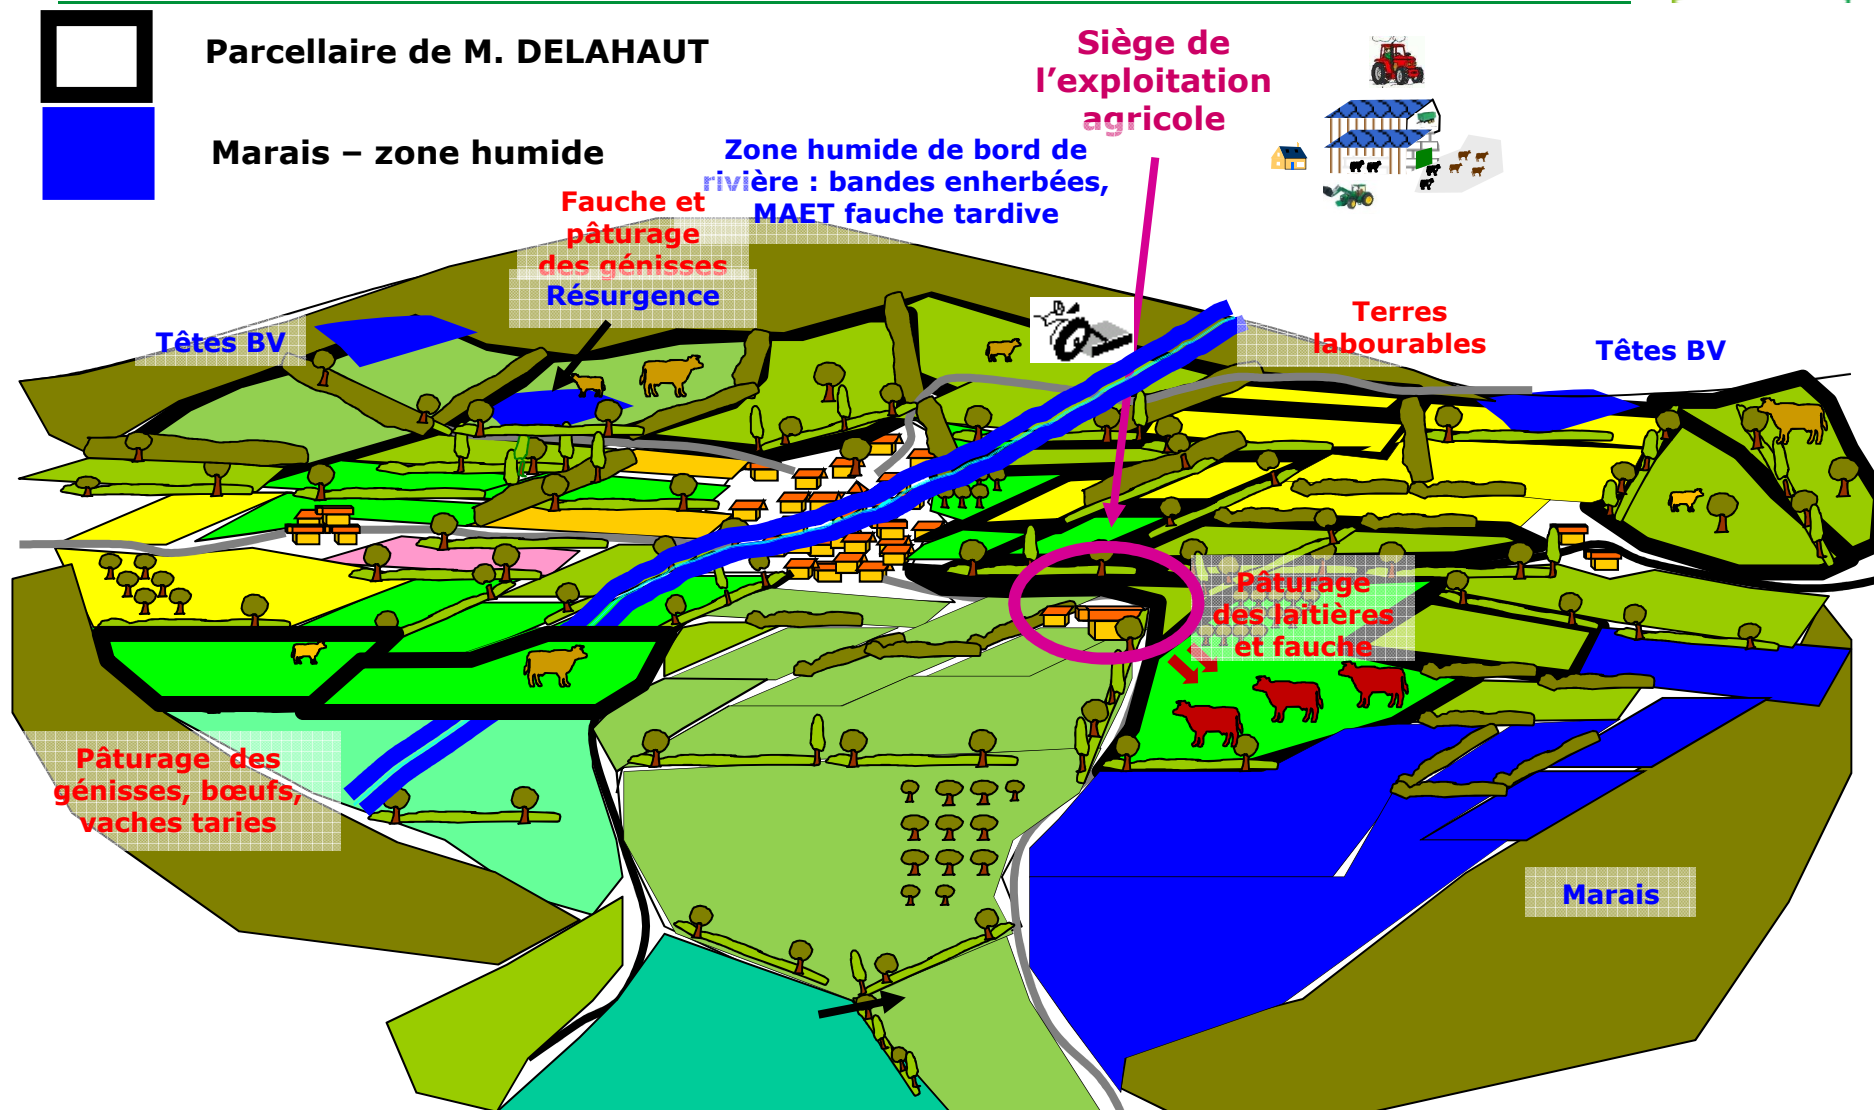 Parcellaire de M. DELAHAUT
Marais – zone humide
Siège de
l’exploitation
agricole
Zone humide de bord de
rivière : bandes enherbées,
MAET fauche tardive
Fauche et
pâturage
des génisses
Résurgence
Têtes BV
Terres
labourables
Têtes BV
Pâturage
des laitières
et fauche
Pâturage des
génisses, bœufs,
vaches taries
Marais